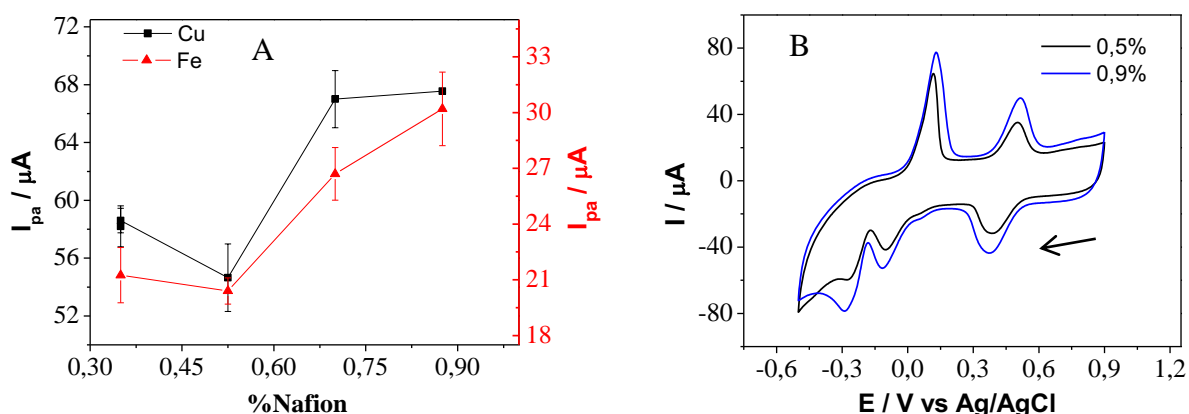 A
Cu
Fe
72
68
64
60
56
52
I_pa / µA
33
30
27
24
21
18
I_pa / µA
0,30 0,45 0,60 0,75 0,90
%Nafion
B
0,5%
0,9%
80
40
0
-40
-80
I / µA
-0,6 -0,3 0,0 0,3 0,6 0,9 1,2
E / V vs Ag/AgCl